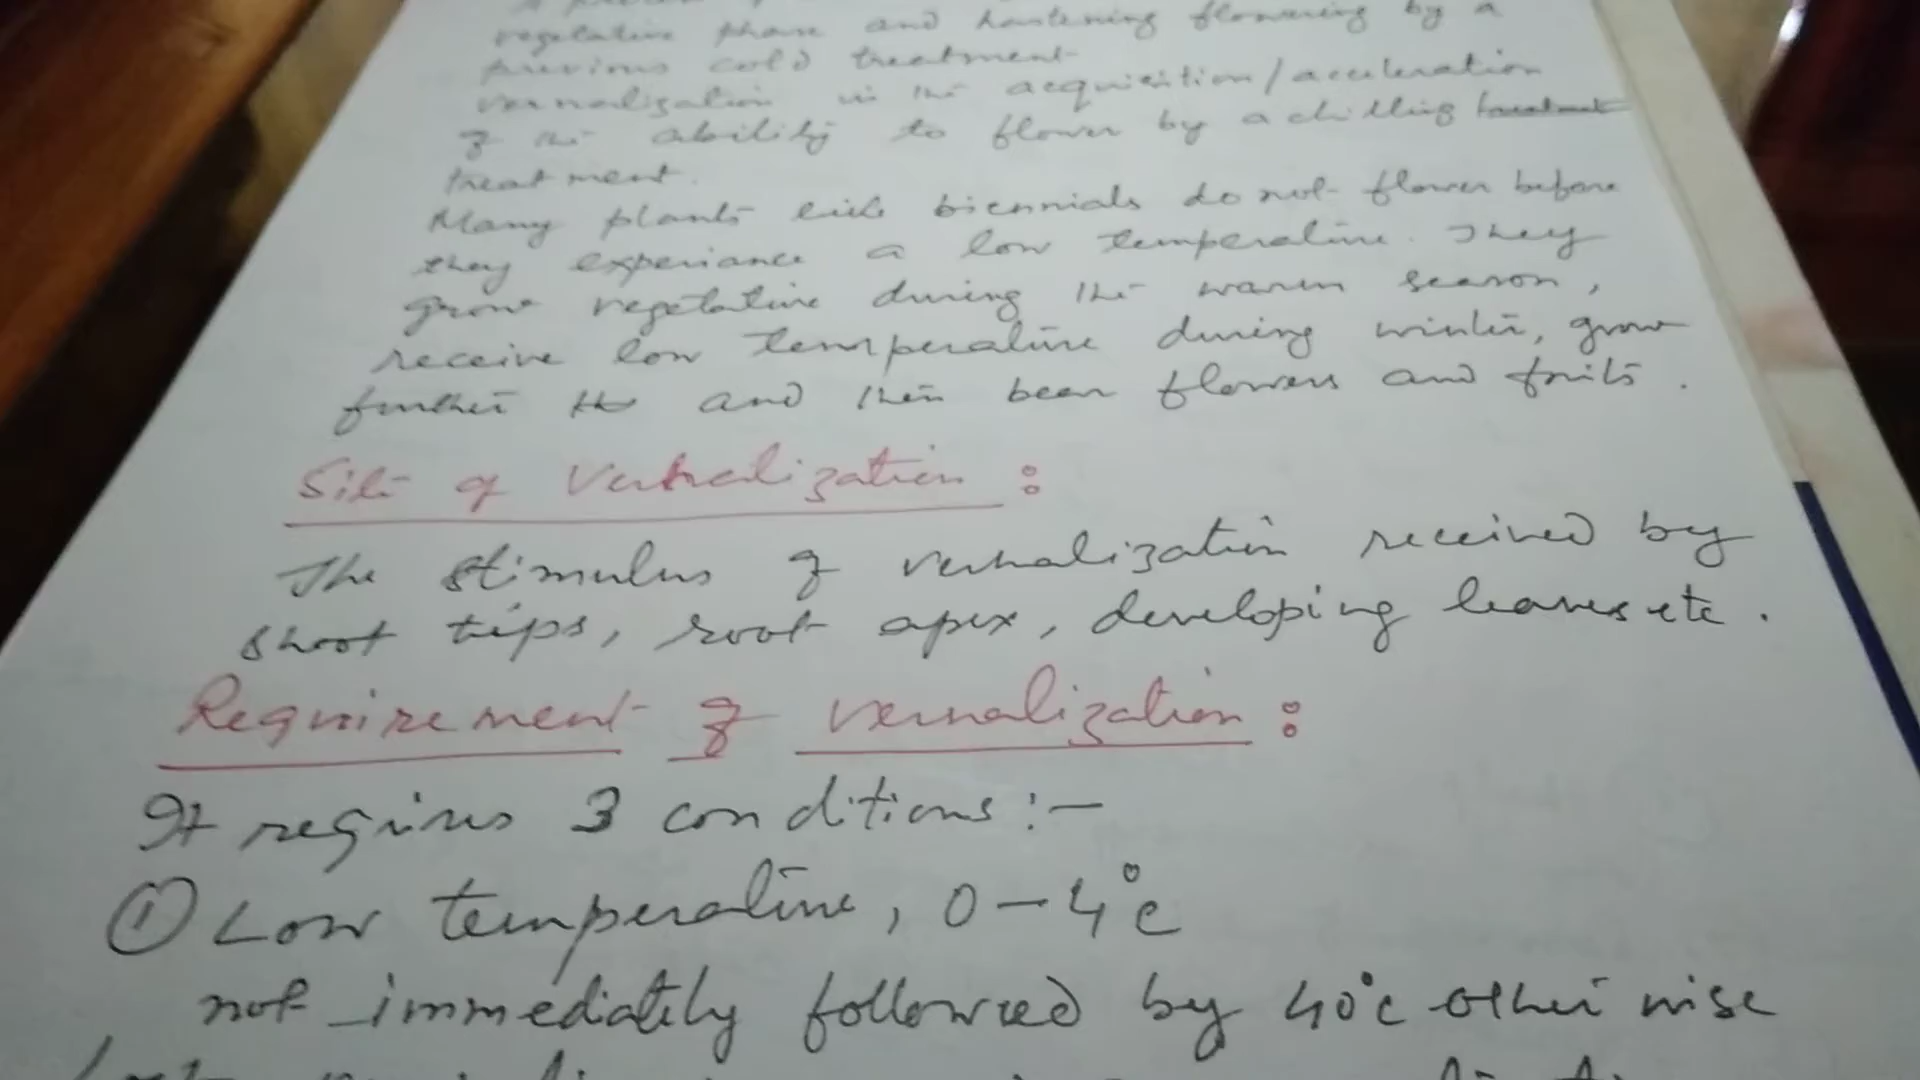 vegetative phase and hastening flowering by a
previous cold treatment
vernalization is the acquisition/acceleration
of the ability to flower by a chilling treatment
treatment.
Many plants like biennials do not flower before
they experiance a low temperature. They
grow vegetative during the warm season,
receive low temperature during winter, grow
further and then bear flowers and fruits.
Site of Vernalization :
The stimulus of vernalization received by
shoot tips, root apex, developing leaves etc.
Requirement of vernalization :
It requires 3 conditions :-
① Low temperature, 0-4°c
not immediately followed by 40°c otherwise